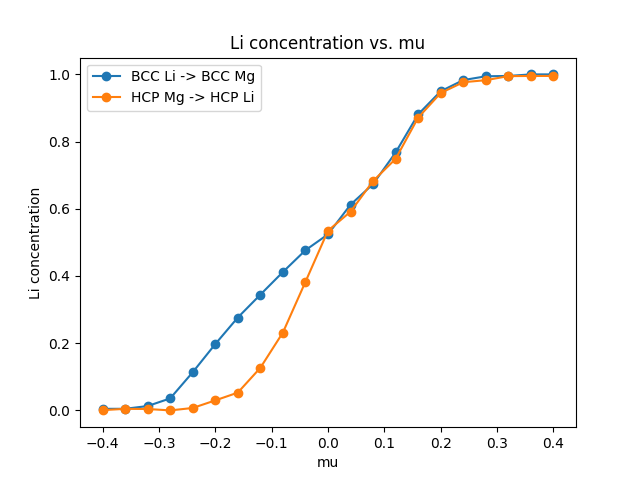 Li concentration vs. mu
BCC Li -> BCC Mg
HCP Mg -> HCP Li
Li concentration
1.0
0.8
0.6
0.4
0.2
0.0
−0.4 −0.3 −0.2 −0.1 0.0 0.1 0.2 0.3 0.4
mu